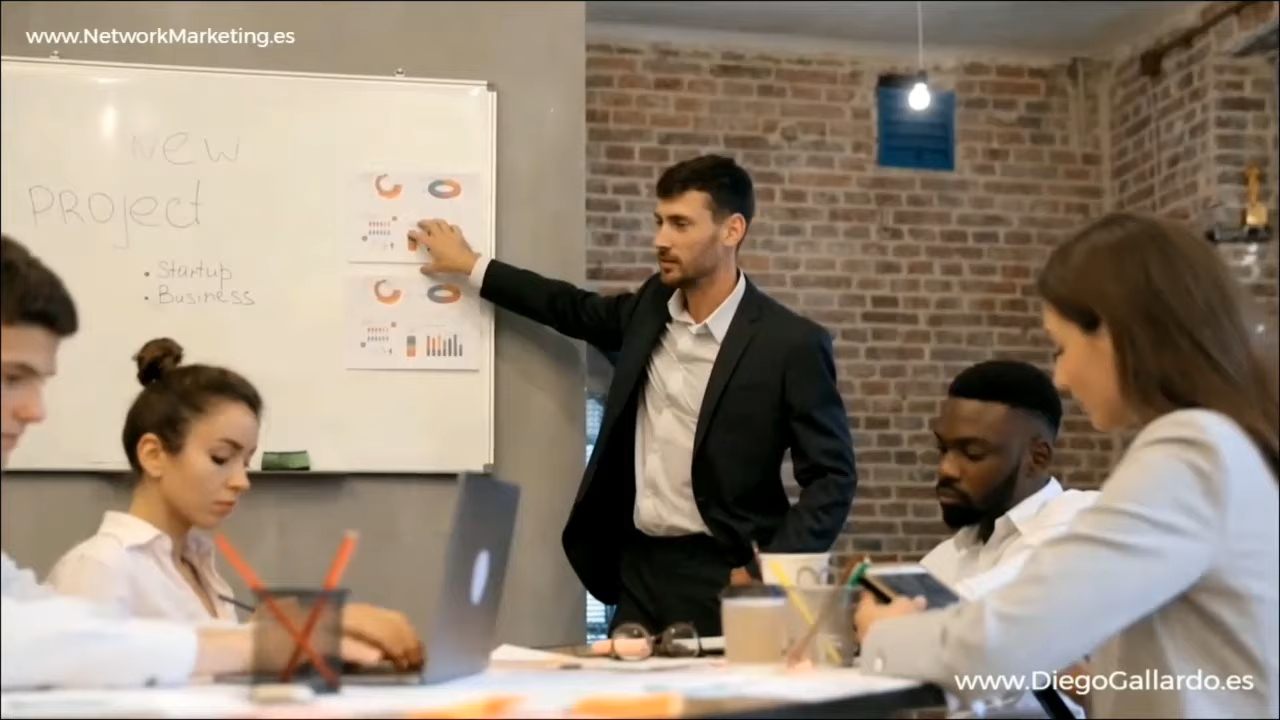 www.NetworkMarketing.es
New
PROject
• Startup
• Business
www.DiegoGallardo.es